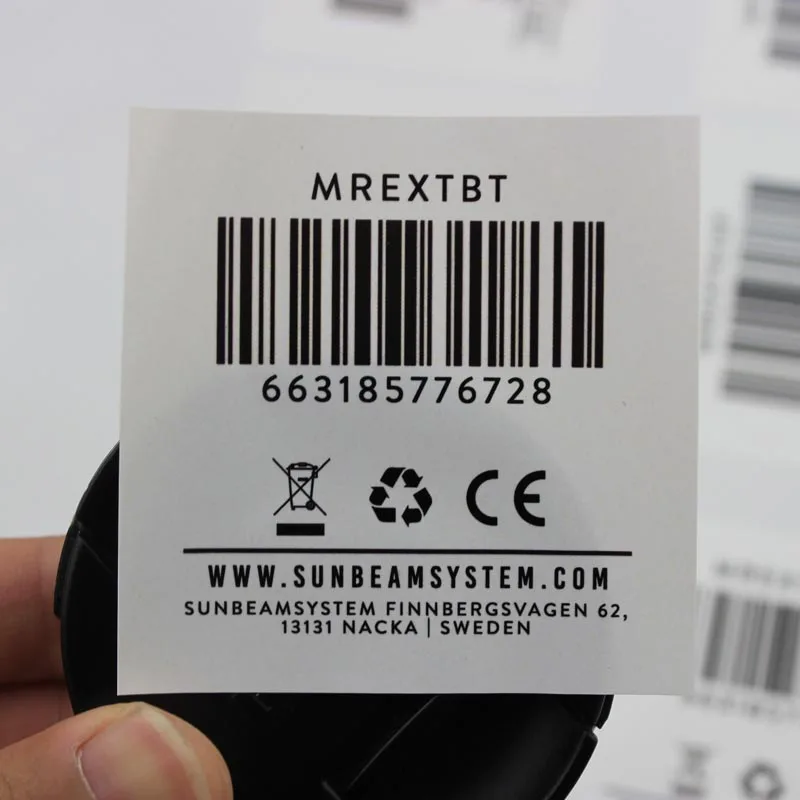 MREXTBT
663185776728
CE
WWW.SUNBEAMSYSTEM.COM
SUNBEAMSYSTEM FINNBERGSVAGEN 62,
13131 NACKA | SWEDEN